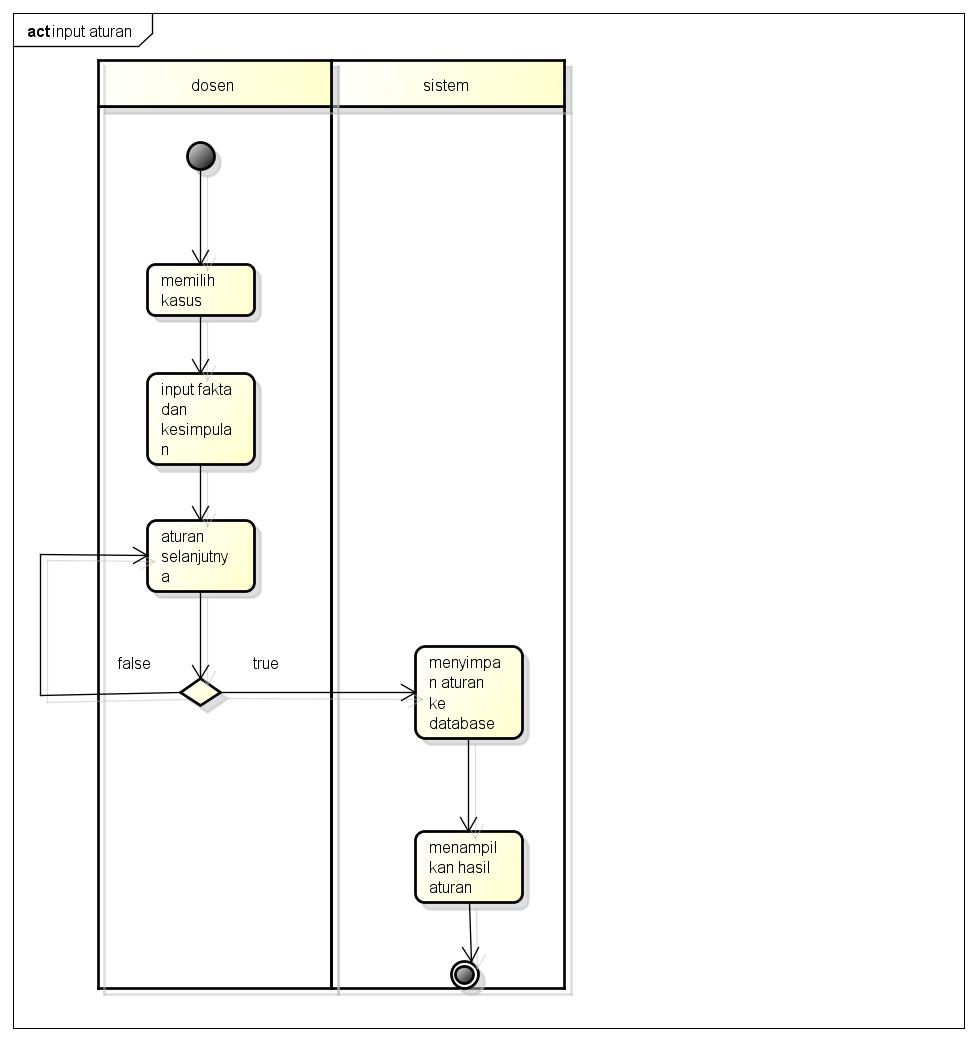 act input aturan
dosen
sistem
memilih
kasus
input fakta
dan
kesimpula
n
aturan
selanjutny
a
false
true
menyimpa
n aturan
ke
database
menampil
kan hasil
aturan